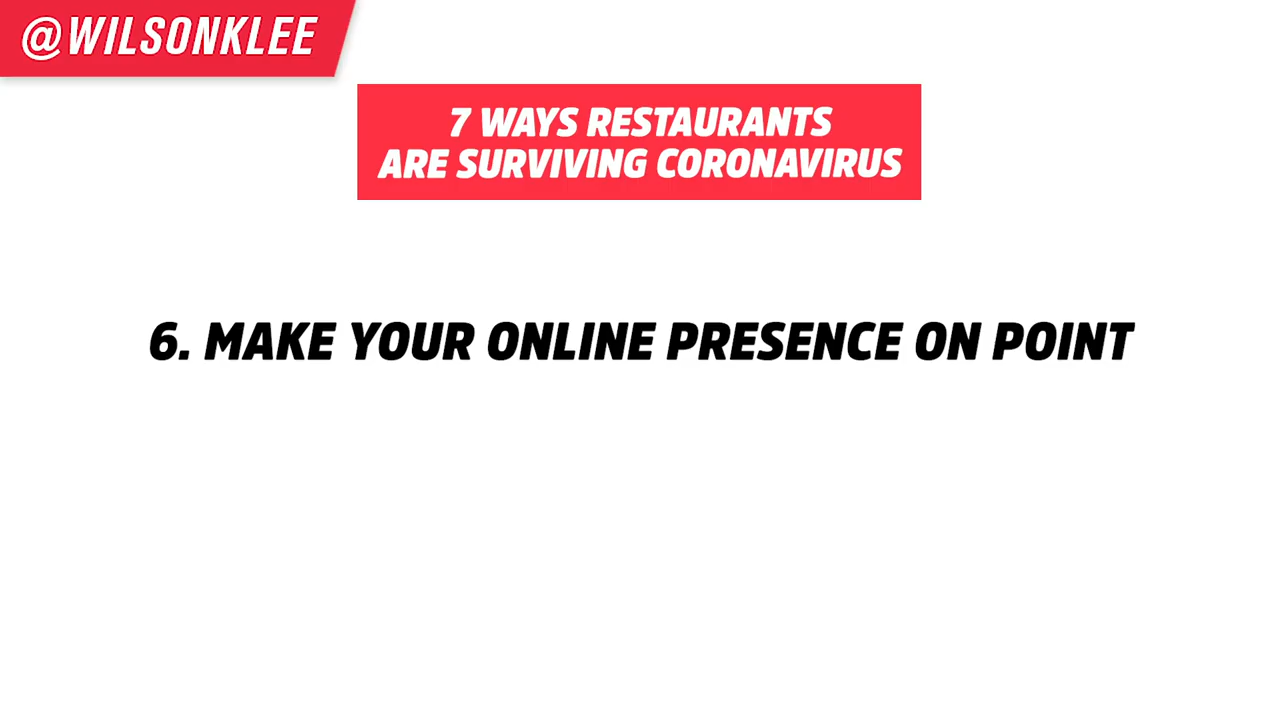 @WILSONKLEE
7 WAYS RESTAURANTS
ARE SURVIVING CORONAVIRUS
6. MAKE YOUR ONLINE PRESENCE ON POINT